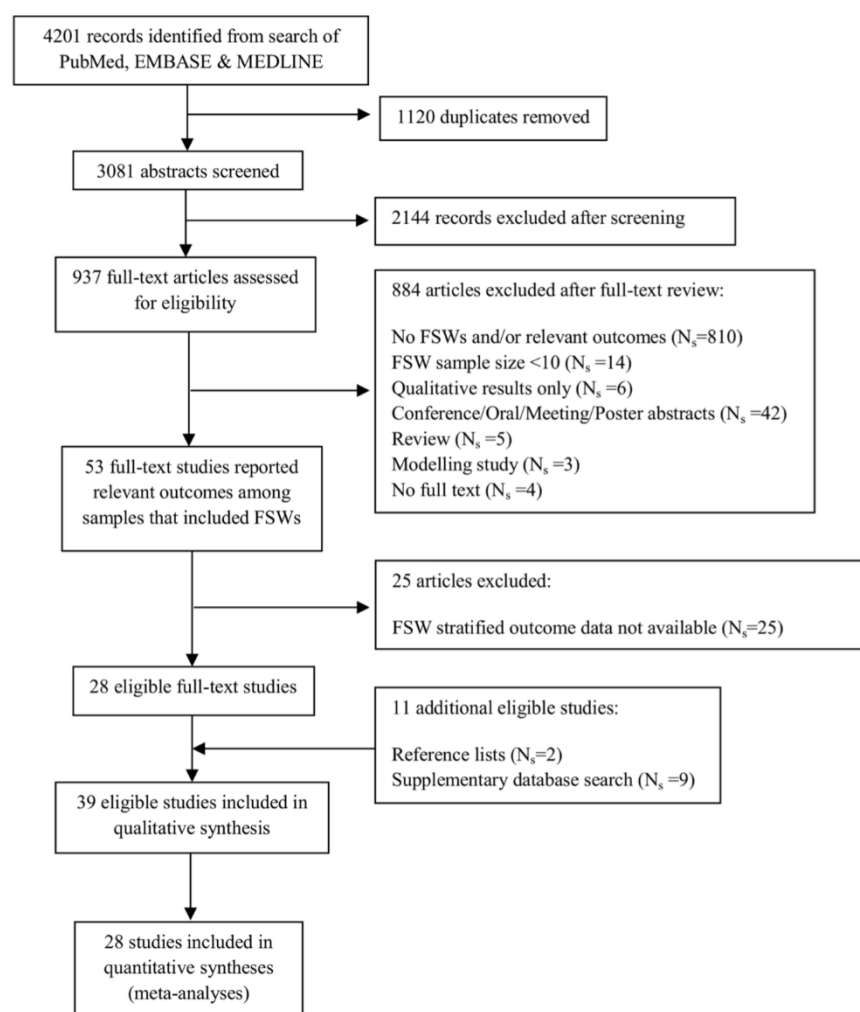 4201 records identified from search of
PubMed, EMBASE & MEDLINE
1120 duplicates removed
3081 abstracts screened
2144 records excluded after screening
937 full-text articles assessed
for eligibility
884 articles excluded after full-text review:
No FSWs and/or relevant outcomes (Ns=810)
FSW sample size <10 (Ns =14)
Qualitative results only (Ns =6)
Conference/Oral/Meeting/Poster abstracts (Ns =42)
Review (Ns =5)
Modelling study (Ns =3)
No full text (Ns =4)
53 full-text studies reported
relevant outcomes among
samples that included FSWs
25 articles excluded:
FSW stratified outcome data not available (Ns=25)
28 eligible full-text studies
11 additional eligible studies:
Reference lists (Ns=2)
Supplementary database search (Ns =9)
39 eligible studies included in
qualitative synthesis
28 studies included in
quantitative syntheses
(meta-analyses)